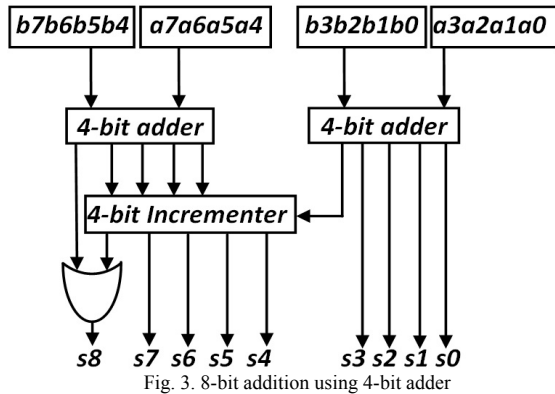 b7b6b5b4 a7a6a5a4 b3b2b1b0 a3a2a1a0
4-bit adder 4-bit adder
4-bit Incrementer
s8 s7 s6 s5 s4 s3 s2 s1 s0
Fig. 3. 8-bit addition using 4-bit adder